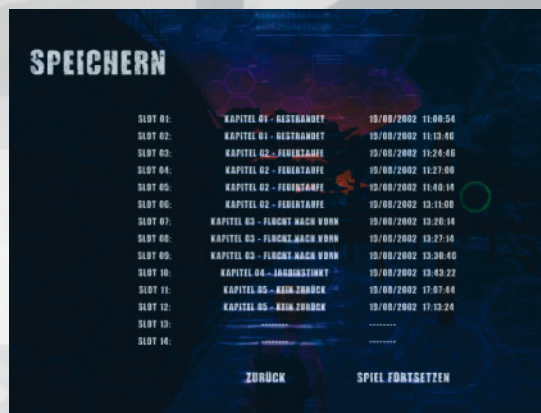 SPEICHERN
SLOT 01: KAPITEL 01 - GESTRANDET 19/08/2002 11:00:54
SLOT 02: KAPITEL 01 - GESTRANDET 19/08/2002 11:13:46
SLOT 03: KAPITEL 02 - FEUERTAUFE 19/08/2002 11:24:46
SLOT 04: KAPITEL 02 - FEUERTAUFE 19/08/2002 11:27:00
SLOT 05: KAPITEL 02 - FEUERTAUFE 19/08/2002 11:40:14
SLOT 06: KAPITEL 02 - FEUERTAUFE 19/08/2002 13:11:08
SLOT 07: KAPITEL 03 - FLUCHT NACH VORN 19/08/2002 13:20:14
SLOT 08: KAPITEL 03 - FLUCHT NACH VORN 19/08/2002 13:27:14
SLOT 09: KAPITEL 03 - FLUCHT NACH VORN 19/08/2002 13:30:40
SLOT 10: KAPITEL 04 - JAGDINSTINKT 19/08/2002 13:43:22
SLOT 11: KAPITEL 05 - KEIN ZURÜCK 19/08/2002 17:07:44
SLOT 12: KAPITEL 05 - KEIN ZURÜCK 19/08/2002 17:13:24
SLOT 13: -------- --------
SLOT 14: -------- --------
ZURÜCK SPIEL FORTSETZEN